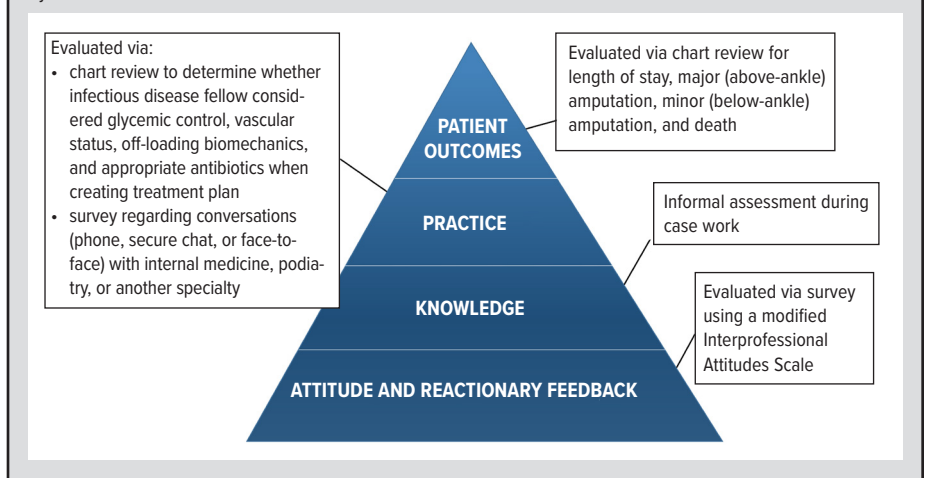 Evaluated via:
• chart review to determine whether
infectious disease fellow consid-
ered glycemic control, vascular
status, off-loading biomechanics,
and appropriate antibiotics when
creating treatment plan
• survey regarding conversations
(phone, secure chat, or face-to-
face) with internal medicine, podia-
try, or another specialty
Evaluated via chart review for
length of stay, major (above-ankle)
amputation, minor (below-ankle)
amputation, and death
PATIENT
OUTCOMES
PRACTICE
Informal assessment during
case work
KNOWLEDGE
Evaluated via survey
using a modified
Interprofessional
Attitudes Scale
ATTITUDE AND REACTIONARY FEEDBACK